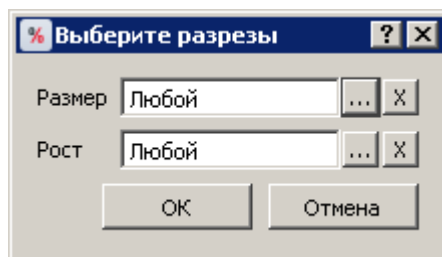 % Выберите разрезы ? X
Размер Любой ... X
Рост Любой ... X
ОК Отмена